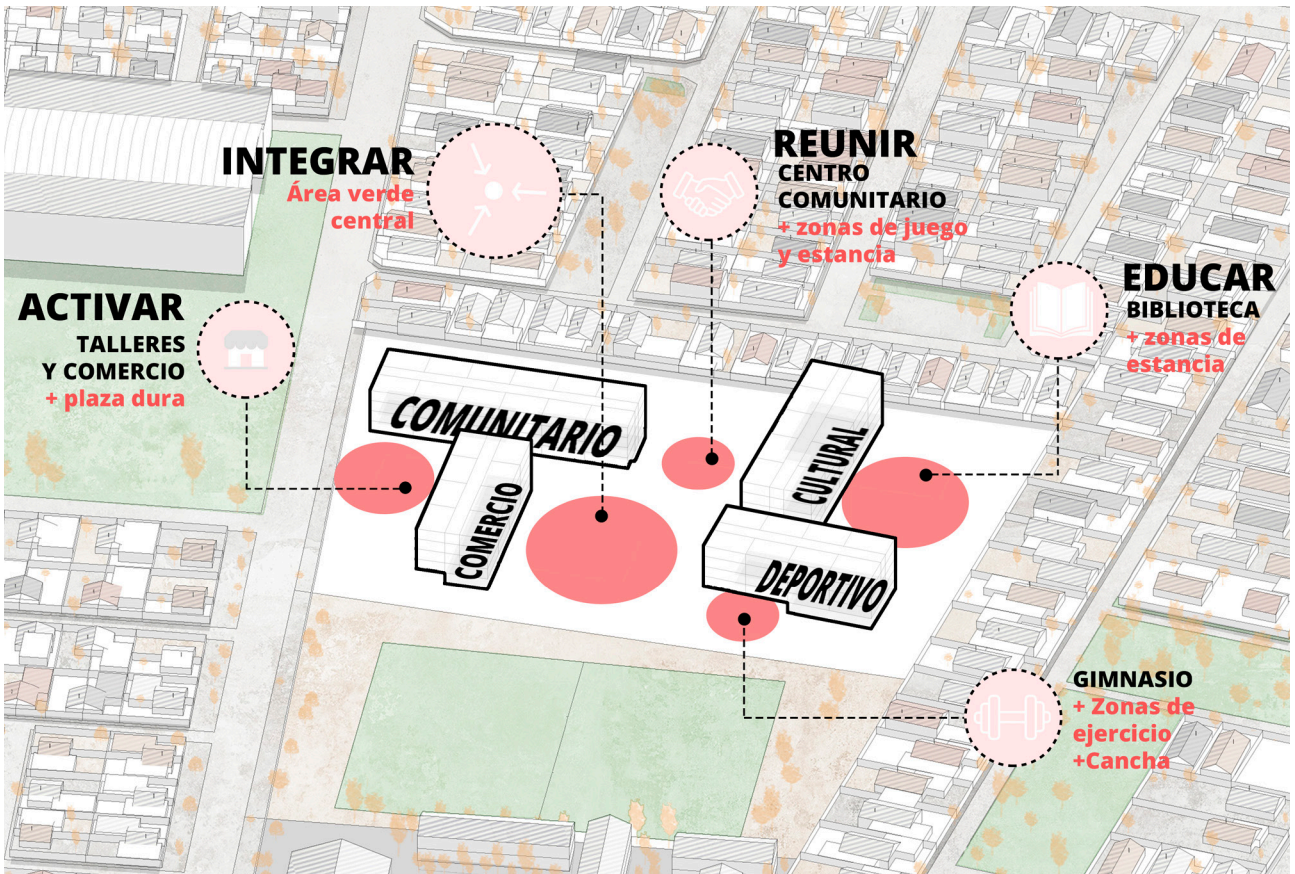 INTEGRAR
Área verde
central
REUNIR
CENTRO
COMUNITARIO
+ zonas de juego
y estancia
EDUCAR
BIBLIOTECA
+ zonas de
estancia
ACTIVAR
TALLERES
Y COMERCIO
+ plaza dura
COMUNITARIO
COMERCIO
CULTURAL
DEPORTIVO
GIMNASIO
+ Zonas de
ejercicio
+Cancha